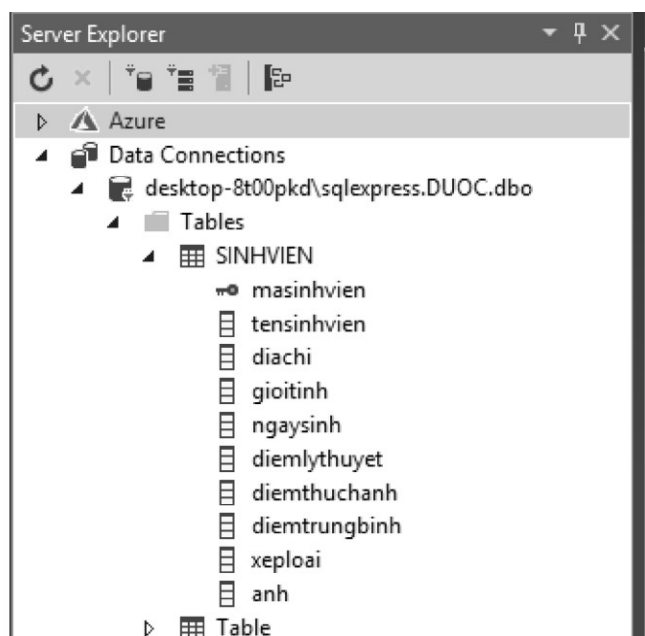 Server Explorer
Azure
Data Connections
desktop-8t00pkd\sqlexpress.DUOC.dbo
Tables
SINHVIEN
masinhvien
tensinhvien
diachi
gioitinh
ngaysinh
diemlythuyet
diemthuchanh
diemtrungbinh
xeploai
anh
Table